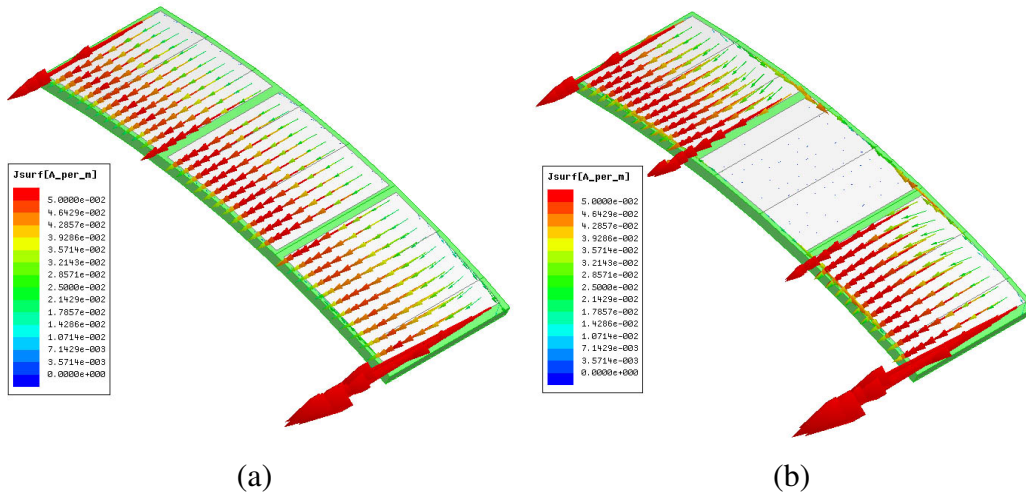 Jsurf[A_per_m]
5.0000e-002
4.6429e-002
4.2857e-002
3.9286e-002
3.5714e-002
3.2143e-002
2.8571e-002
2.5000e-002
2.1429e-002
1.7857e-002
1.4286e-002
1.0714e-002
7.1429e-003
3.5714e-003
0.0000e+000
Jsurf[A_per_m]
5.0000e-002
4.6429e-002
4.2857e-002
3.9286e-002
3.5714e-002
3.2143e-002
2.8571e-002
2.5000e-002
2.1429e-002
1.7857e-002
1.4286e-002
1.0714e-002
7.1429e-003
3.5714e-003
0.0000e+000
(a)
(b)